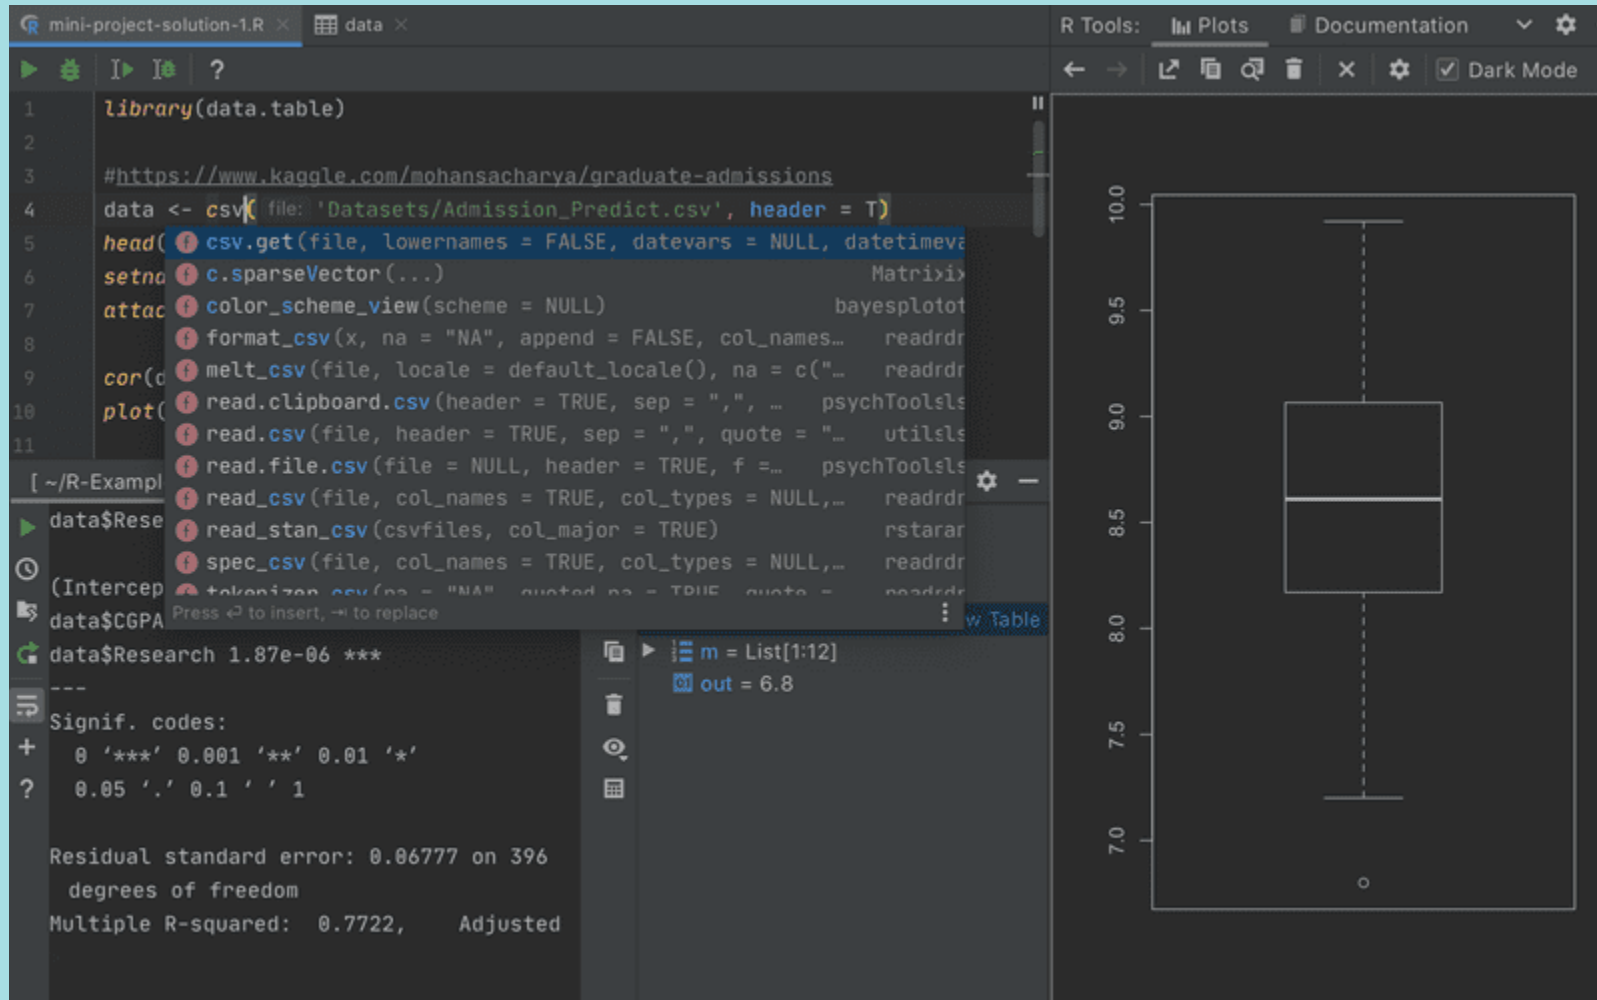 mini-project-solution-1.R
data
R Tools:
Plots
Documentation
Dark Mode
1 library(data.table)
2
3 #https://www.kaggle.com/mohansacharya/graduate-admissions
4 data <- csv( file: 'Datasets/Admission_Predict.csv', header = T)
5 head(
6 setna
7 attac
8
9 cor(d
10 plot(
11
csv.get(file, lowernames = FALSE, datevars = NULL, datetimeva
c.sparseVector(...) Matrix
color_scheme_view(scheme = NULL) bayesplot
format_csv(x, na = "NA", append = FALSE, col_names… readr
melt_csv(file, locale = default_locale(), na = c("… readr
read.clipboard.csv(header = TRUE, sep = ",", … psychTools
read.csv(file, header = TRUE, sep = ",", quote = "… utils
read.file.csv(file = NULL, header = TRUE, f =… psychTools
read_csv(file, col_names = TRUE, col_types = NULL,… readr
read_stan_csv(csvfiles, col_major = TRUE) rstan
spec_csv(file, col_names = TRUE, col_types = NULL,… readr
tokenizer_csv(na = "NA", quoted_na = TRUE, quote = readr
Press ↵ to insert, ⇥ to replace
[ ~/R-Exampl
data$Rese
(Intercep
data$CGPA
data$Research 1.87e-06 ***
---
Signif. codes:
0 ‘***’ 0.001 ‘**’ 0.01 ‘*’
0.05 ‘.’ 0.1 ‘ ’ 1
Residual standard error: 0.06777 on 396
degrees of freedom
Multiple R-squared: 0.7722, Adjusted
w Table
m = List[1:12]
out = 6.8
10.0
9.5
9.0
8.5
8.0
7.5
7.0